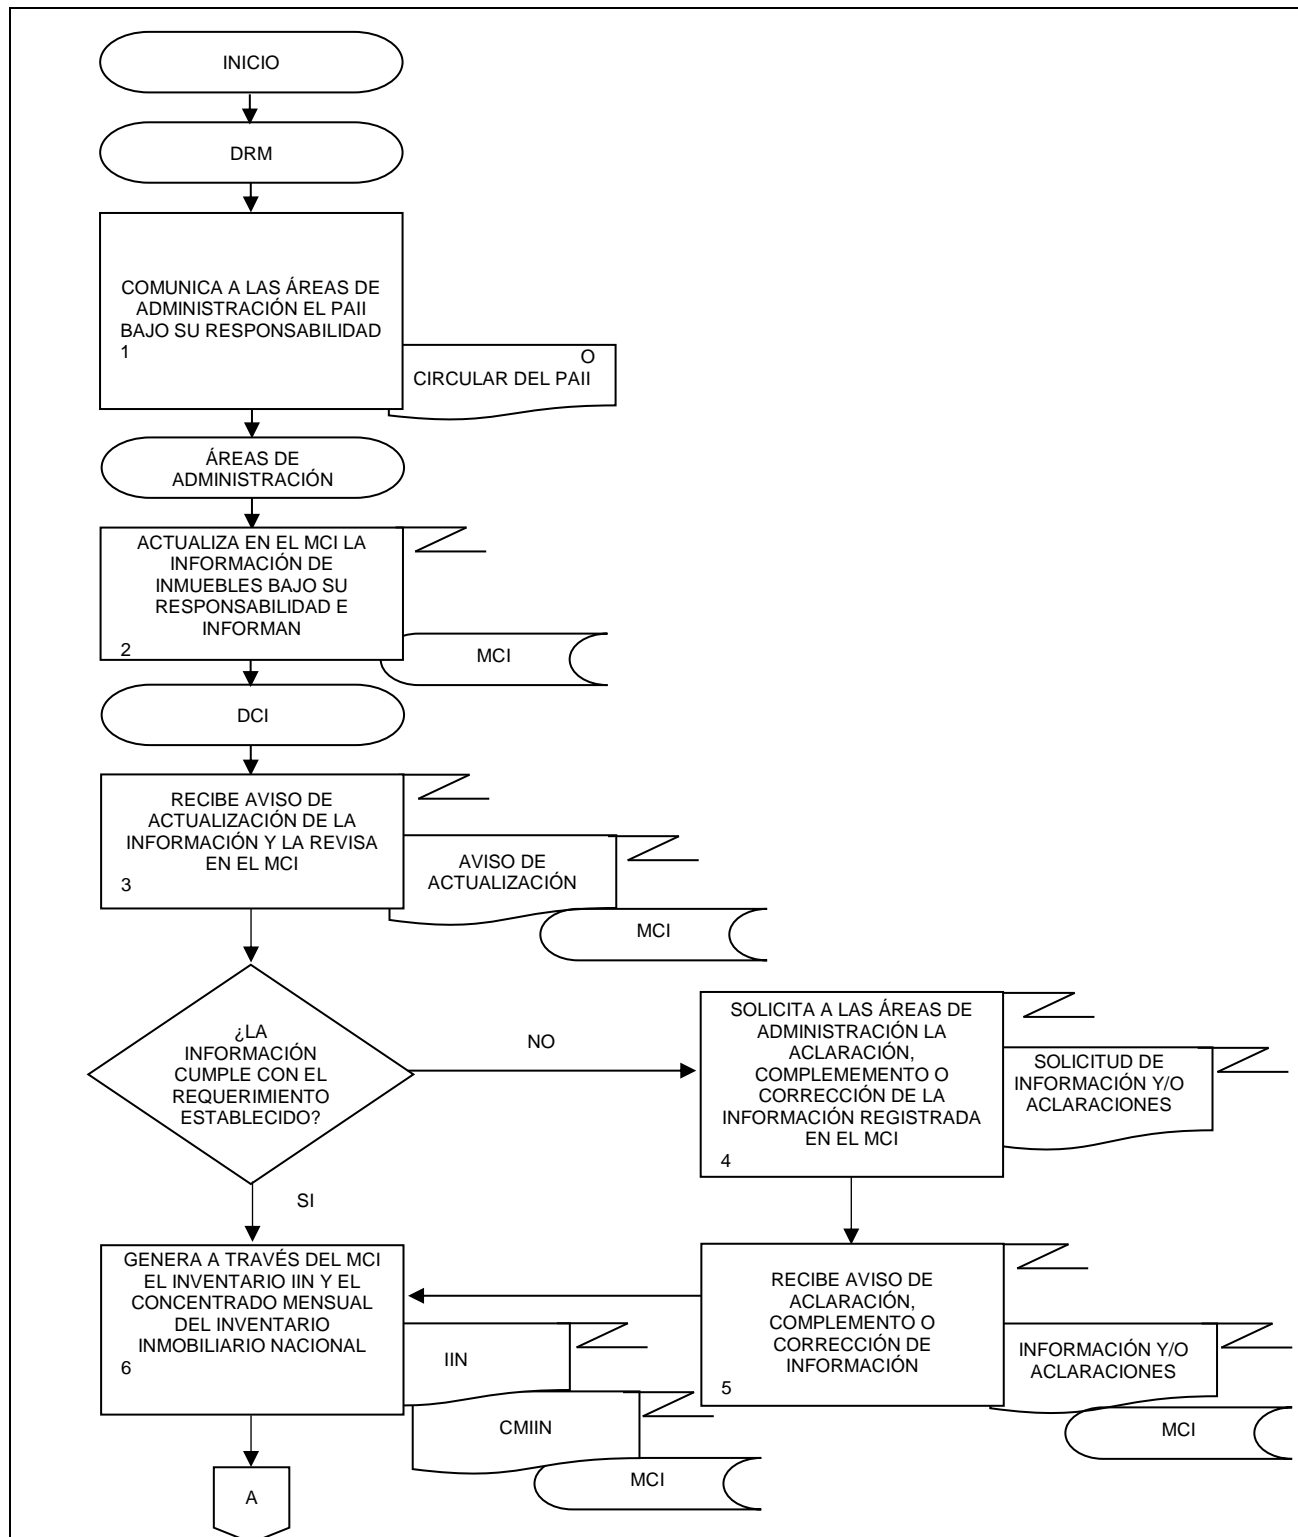 INICIO
DRM
COMUNICA A LAS ÁREAS DE
ADMINISTRACIÓN EL PAII
BAJO SU RESPONSABILIDAD
1
O
CIRCULAR DEL PAII
ÁREAS DE
ADMINISTRACIÓN
ACTUALIZA EN EL MCI LA
INFORMACIÓN DE
INMUEBLES BAJO SU
RESPONSABILIDAD E
INFORMAN
2
MCI
DCI
RECIBE AVISO DE
ACTUALIZACIÓN DE LA
INFORMACIÓN Y LA REVISA
EN EL MCI
3
AVISO DE
ACTUALIZACIÓN
MCI
¿LA
INFORMACIÓN
CUMPLE CON EL
REQUERIMIENTO
ESTABLECIDO?
NO
SOLICITA A LAS ÁREAS DE
ADMINISTRACIÓN LA
ACLARACIÓN,
COMPLEMEMENTO O
CORRECCIÓN DE LA
INFORMACIÓN REGISTRADA
EN EL MCI
4
SOLICITUD DE
INFORMACIÓN Y/O
ACLARACIONES
SI
RECIBE AVISO DE
ACLARACIÓN,
COMPLEMENTO O
CORRECCIÓN DE
INFORMACIÓN
5
INFORMACIÓN Y/O
ACLARACIONES
MCI
GENERA A TRAVÉS DEL MCI
EL INVENTARIO IIN Y EL
CONCENTRADO MENSUAL
DEL INVENTARIO
INMOBILIARIO NACIONAL
6
IIN
CMIIN
MCI
A